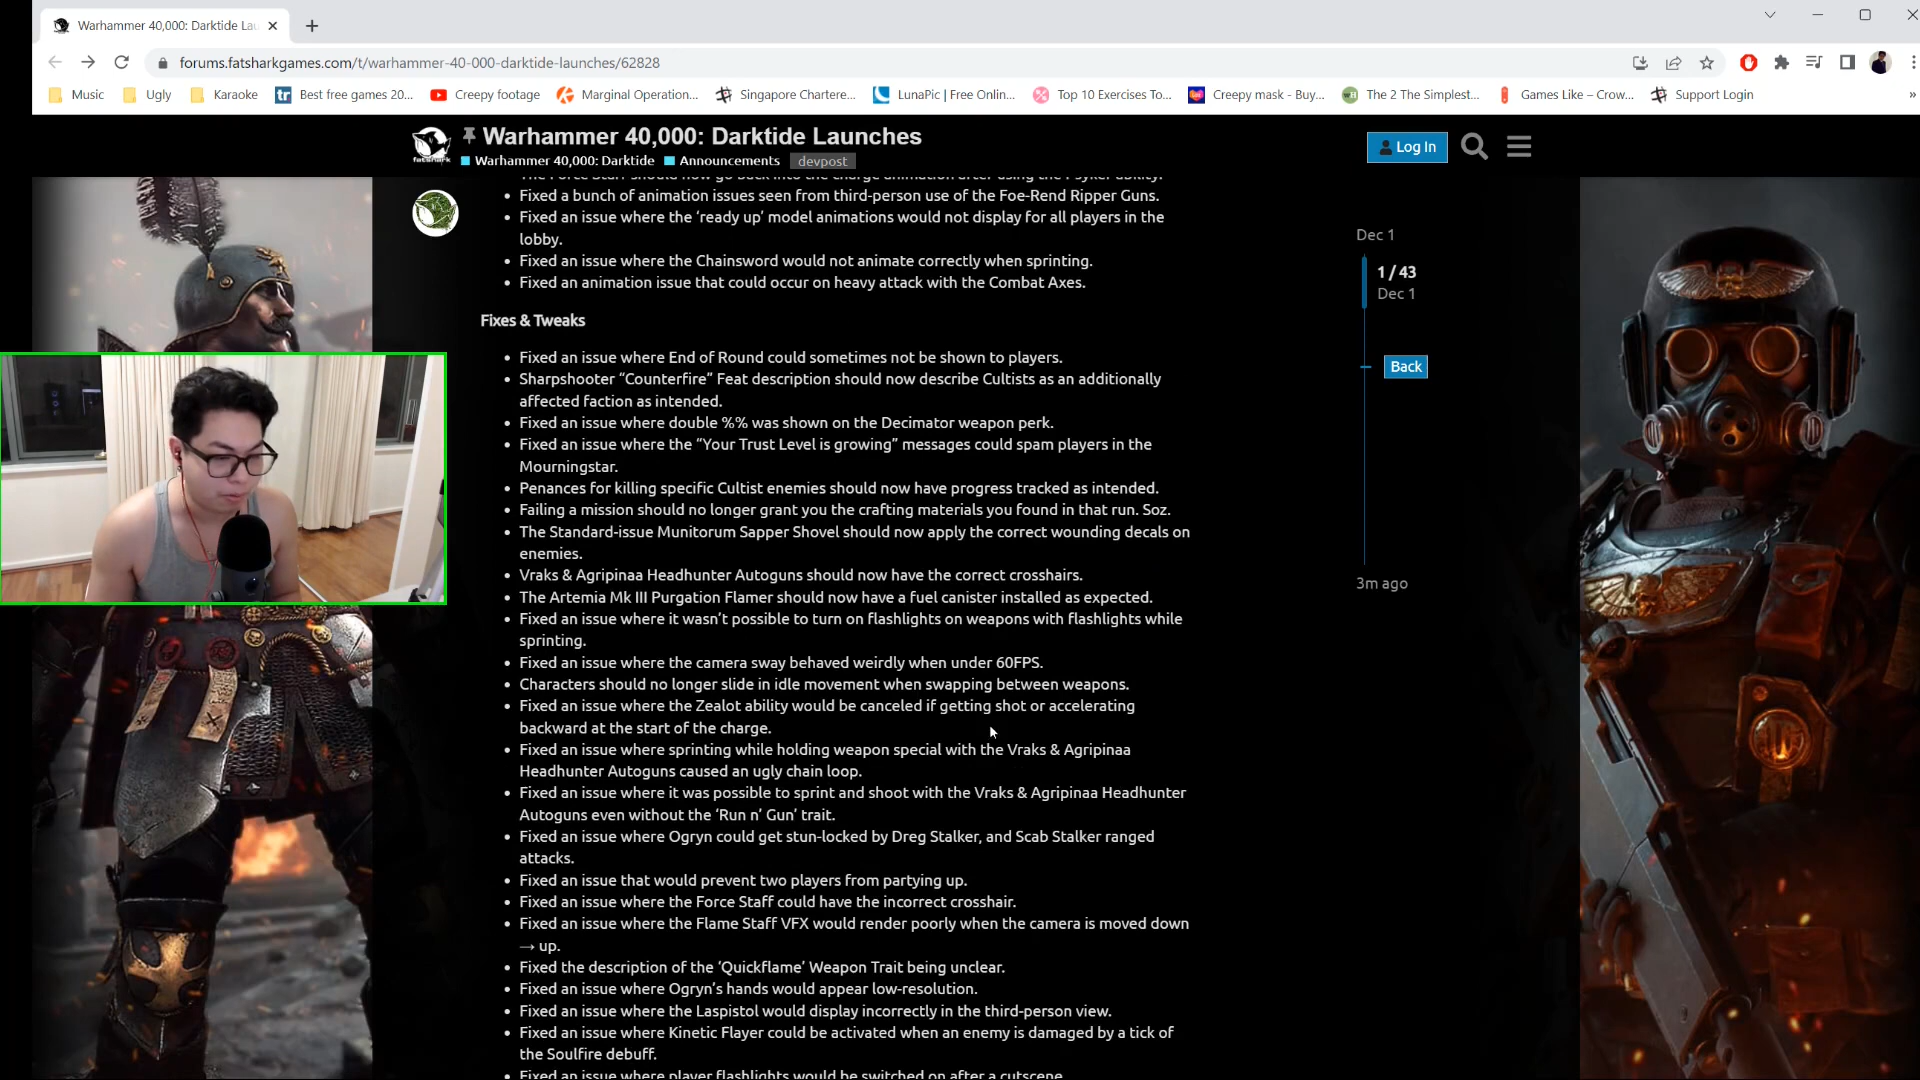 Warhammer 40,000: Darktide Lau
forums.fatsharkgames.com/t/warhammer-40-000-darktide-launches/62828
Music Ugly Karaoke Best free games 20... Creepy footage Marginal Operation... Singapore Chartere... LunaPic | Free Onlin... Top 10 Exercises To... Creepy mask - Buy... The 2 The Simplest... Games Like – Crow... Support Login »
Warhammer 40,000: Darktide Launches
Warhammer 40,000: Darktide Announcements devpost
Log In
The Force Staff should now go back into the charge animation after using the Psyker ability.
• Fixed a bunch of animation issues seen from third-person use of the Foe-Rend Ripper Guns.
• Fixed an issue where the ‘ready up’ model animations would not display for all players in the
lobby.
• Fixed an issue where the Chainsword would not animate correctly when sprinting.
• Fixed an animation issue that could occur on heavy attack with the Combat Axes.
Fixes & Tweaks
• Fixed an issue where End of Round could sometimes not be shown to players.
• Sharpshooter “Counterfire” Feat description should now describe Cultists as an additionally
affected faction as intended.
• Fixed an issue where double %% was shown on the Decimator weapon perk.
• Fixed an issue where the “Your Trust Level is growing” messages could spam players in the
Mourningstar.
• Penances for killing specific Cultist enemies should now have progress tracked as intended.
• Failing a mission should no longer grant you the crafting materials you found in that run. Soz.
• The Standard-issue Munitorum Sapper Shovel should now apply the correct wounding decals on
enemies.
• Vraks & Agripinaa Headhunter Autoguns should now have the correct crosshairs.
• The Artemia Mk III Purgation Flamer should now have a fuel canister installed as expected.
• Fixed an issue where it wasn’t possible to turn on flashlights on weapons with flashlights while
sprinting.
• Fixed an issue where the camera sway behaved weirdly when under 60FPS.
• Characters should no longer slide in idle movement when swapping between weapons.
• Fixed an issue where the Zealot ability would be canceled if getting shot or accelerating
backward at the start of the charge.
• Fixed an issue where sprinting while holding weapon special with the Vraks & Agripinaa
Headhunter Autoguns caused an ugly chain loop.
• Fixed an issue where it was possible to sprint and shoot with the Vraks & Agripinaa Headhunter
Autoguns even without the ‘Run n’ Gun’ trait.
• Fixed an issue where Ogryn could get stun-locked by Dreg Stalker, and Scab Stalker ranged
attacks.
• Fixed an issue that would prevent two players from partying up.
• Fixed an issue where the Force Staff could have the incorrect crosshair.
• Fixed an issue where the Flame Staff VFX would render poorly when the camera is moved down
→ up.
• Fixed the description of the ‘Quickflame’ Weapon Trait being unclear.
• Fixed an issue where Ogryn’s hands would appear low-resolution.
• Fixed an issue where the Laspistol would display incorrectly in the third-person view.
• Fixed an issue where Kinetic Flayer could be activated when an enemy is damaged by a tick of
the Soulfire debuff.
• Fixed an issue where player flashlights would be switched on after a cutscene.
Dec 1
1 / 43
Dec 1
Back
3m ago